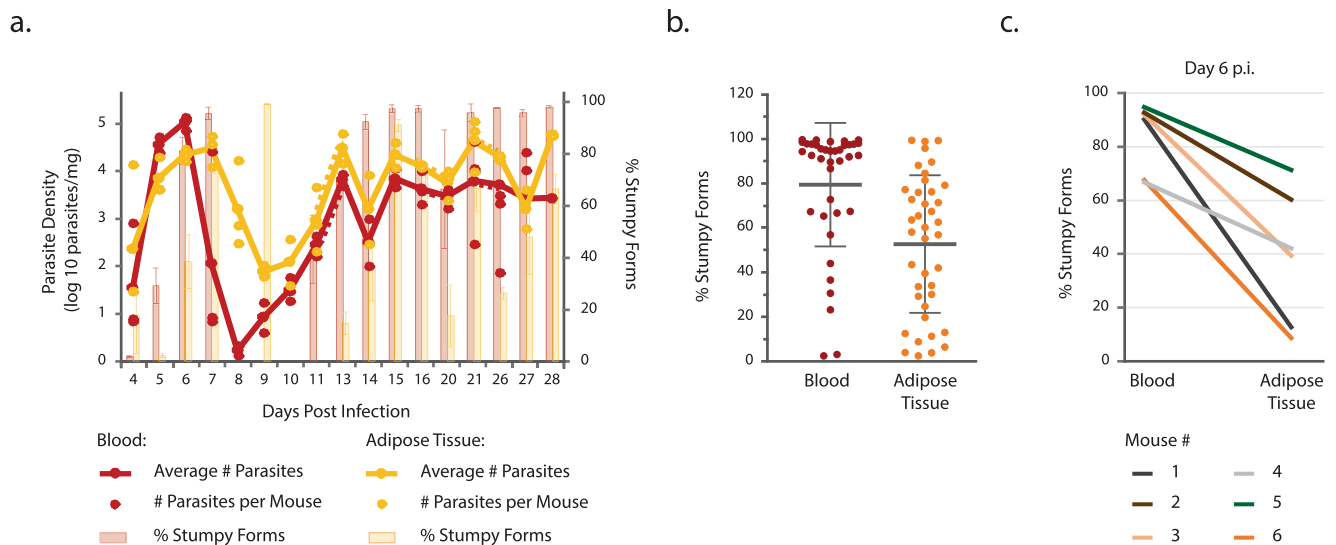 a.
Parasite Density
(log 10 parasites/mg)
5
4
3
2
1
0
100
80
60
40
20
0
% Stumpy Forms
4 5 6 7 8 9 10 11 13 14 15 16 20 21 26 27 28
Days Post Infection
Blood:
Average # Parasites
# Parasites per Mouse
% Stumpy Forms
Adipose Tissue:
Average # Parasites
# Parasites per Mouse
% Stumpy Forms
b.
% Stumpy Forms
120
100
80
60
40
20
0
Blood
Adipose
Tissue
c.
Day 6 p.i.
% Stumpy Forms
100
80
60
40
20
0
Blood
Adipose
Tissue
Mouse #
1
2
3
4
5
6